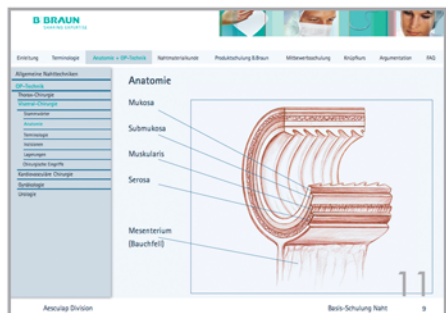 B BRAUN
SHARING EXPERTISE
Einleitung Terminologie Anatomie + OP-Technik Nahtmaterialkunde Produktschulung B.Braun Mitbewerbsschulung Knüpfkurs Argumentation FAQ
Allgemeine Nahttechniken
OP-Technik
Thorax-Chirurgie
Viszeral-Chirurgie
Anatomie
Terminologie
Inzisionen
Lagerungen
Chirurgische Eingriffe
Kardiovaskuläre Chirurgie
Gynäkologie
Urologie
Anatomie
Mukosa
Submukosa
Muskularis
Serosa
Mesenterium
(Bauchfell)
11
Aesculap Division Basis-Schulung Naht 9